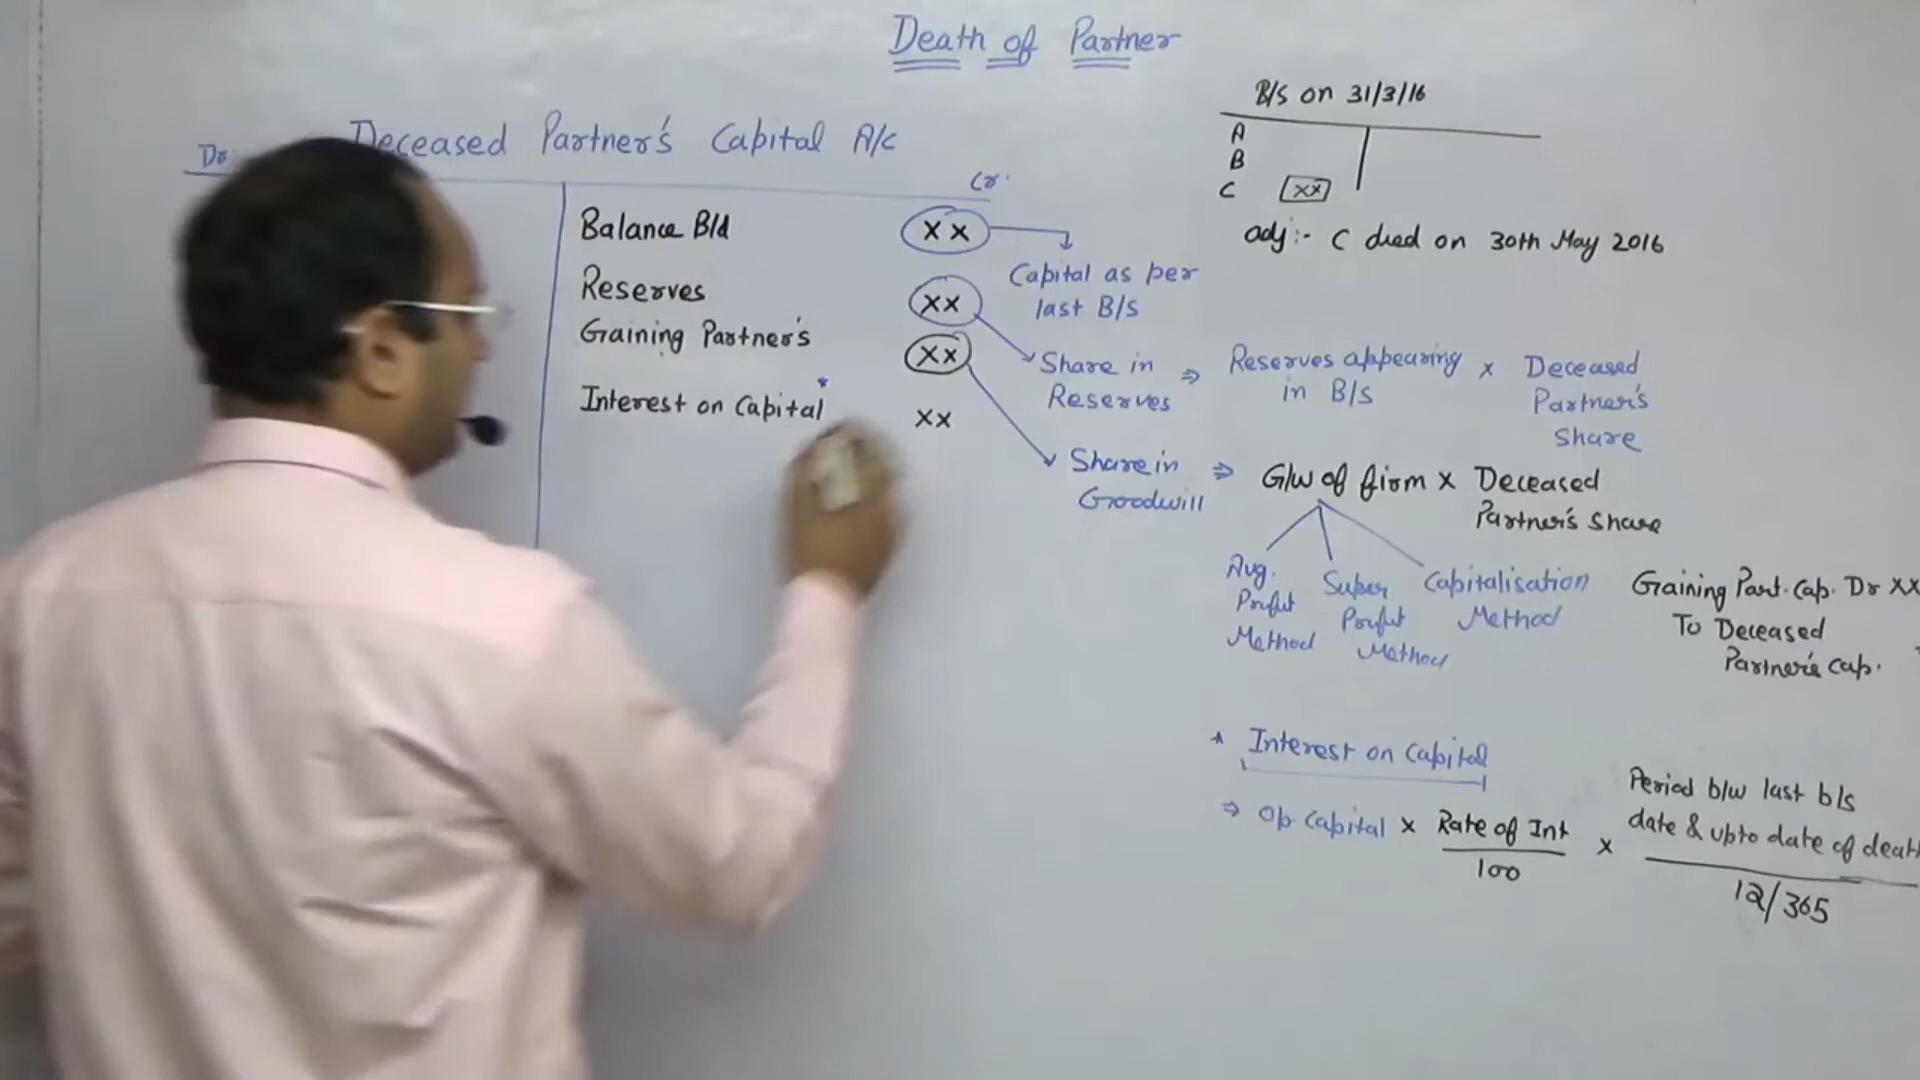 Death of Partner
Deceased Partner's Capital A/c
Dr.
Cr.
Balance B/d xx
Reserves xx
Gaining Partner's xx
Interest on Capital * xx
Capital as per
last B/S
Share in
Reserves
⇒ Reserves appearing
in B/S
× Deceased
Partner's
Share
Share in
Goodwill
⇒ G/w of firm × Deceased
Partner's Share
Avg.
Profit
Method
Super
Profit
Method
Capitalisation
Method
B/S on 31/3/16
A
B
C xx
adj:- C died on 30th May 2016
Gaining Part. Cap. Dr XX
To Deceased
Partner's Cap.
* Interest on Capital
⇒ Op. Capital × Rate of Int
100
× Period b/w last b/s
date & upto date of death
12/365